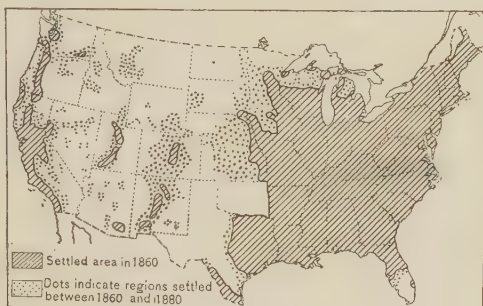 Settled area in 1860
Dots indicate regions settled
between 1860 and 1880